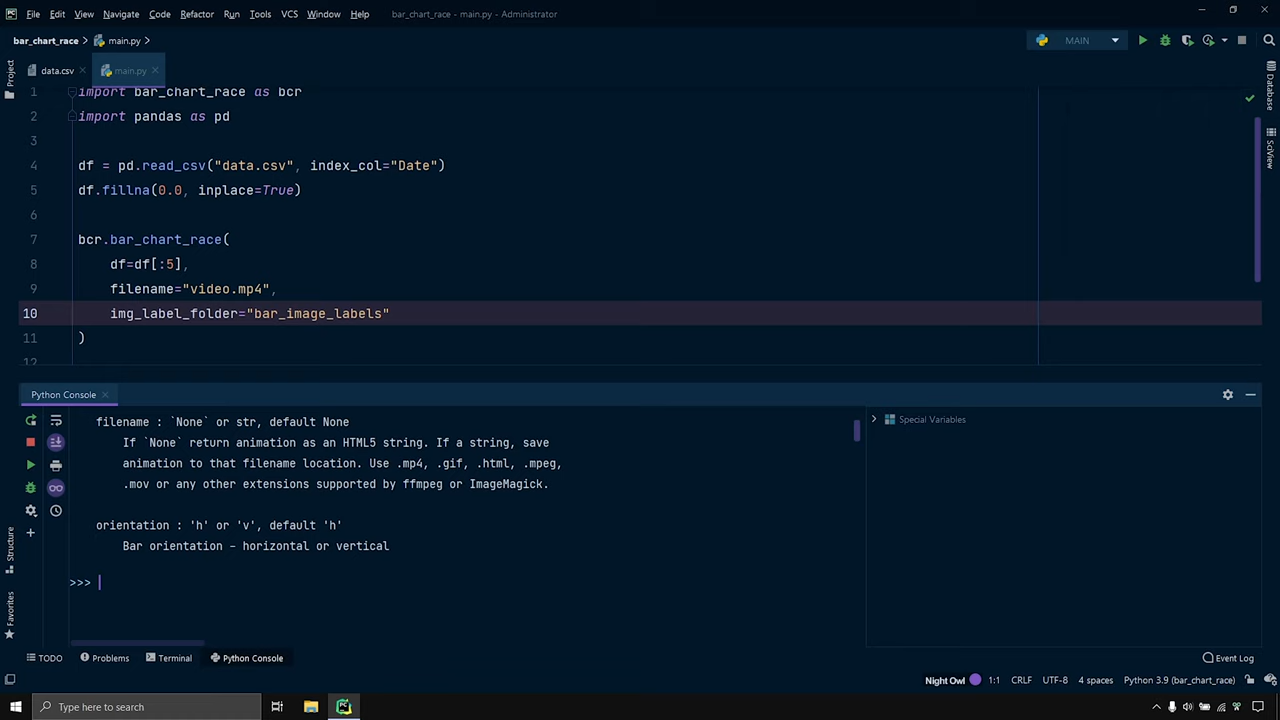 PC File Edit View Navigate Code Refactor Run Tools VCS Window Help bar_chart_race - main.py - Administrator
bar_chart_race main.py MAIN
Project
data.csv main.py
Database
SciView
1 import bar_chart_race as bcr
2 import pandas as pd
3
4 df = pd.read_csv("data.csv", index_col="Date")
5 df.fillna(0.0, inplace=True)
6
7 bcr.bar_chart_race(
8 df=df[:5],
9 filename="video.mp4",
10 img_label_folder="bar_image_labels"
11 )
12
Python Console
filename : `None` or str, default None
If `None` return animation as an HTML5 string. If a string, save
animation to that filename location. Use .mp4, .gif, .html, .mpeg,
.mov or any other extensions supported by ffmpeg or ImageMagick.
orientation : 'h' or 'v', default 'h'
Bar orientation - horizontal or vertical
>>>
Special Variables
Structure
Favorites
TODO Problems Terminal Python Console Event Log
Night Owl 1:1 CRLF UTF-8 4 spaces Python 3.9 (bar_chart_race)
Type here to search